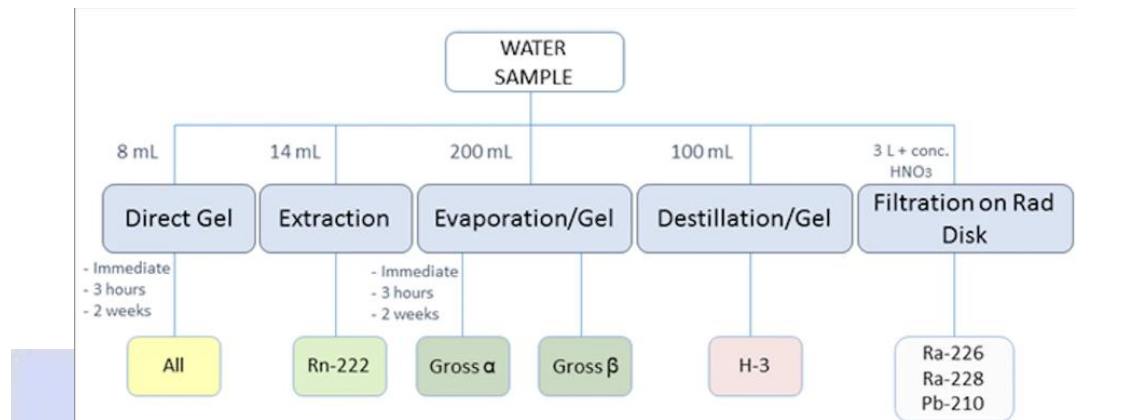 WATER
SAMPLE
8 mL
14 mL
200 mL
100 mL
3 L + conc.
HNO3
Direct Gel
Extraction
Evaporation/Gel
Destillation/Gel
Filtration on Rad
Disk
- Immediate
- 3 hours
- 2 weeks
- Immediate
- 3 hours
- 2 weeks
All
Rn-222
Gross α
Gross β
H-3
Ra-226
Ra-228
Pb-210